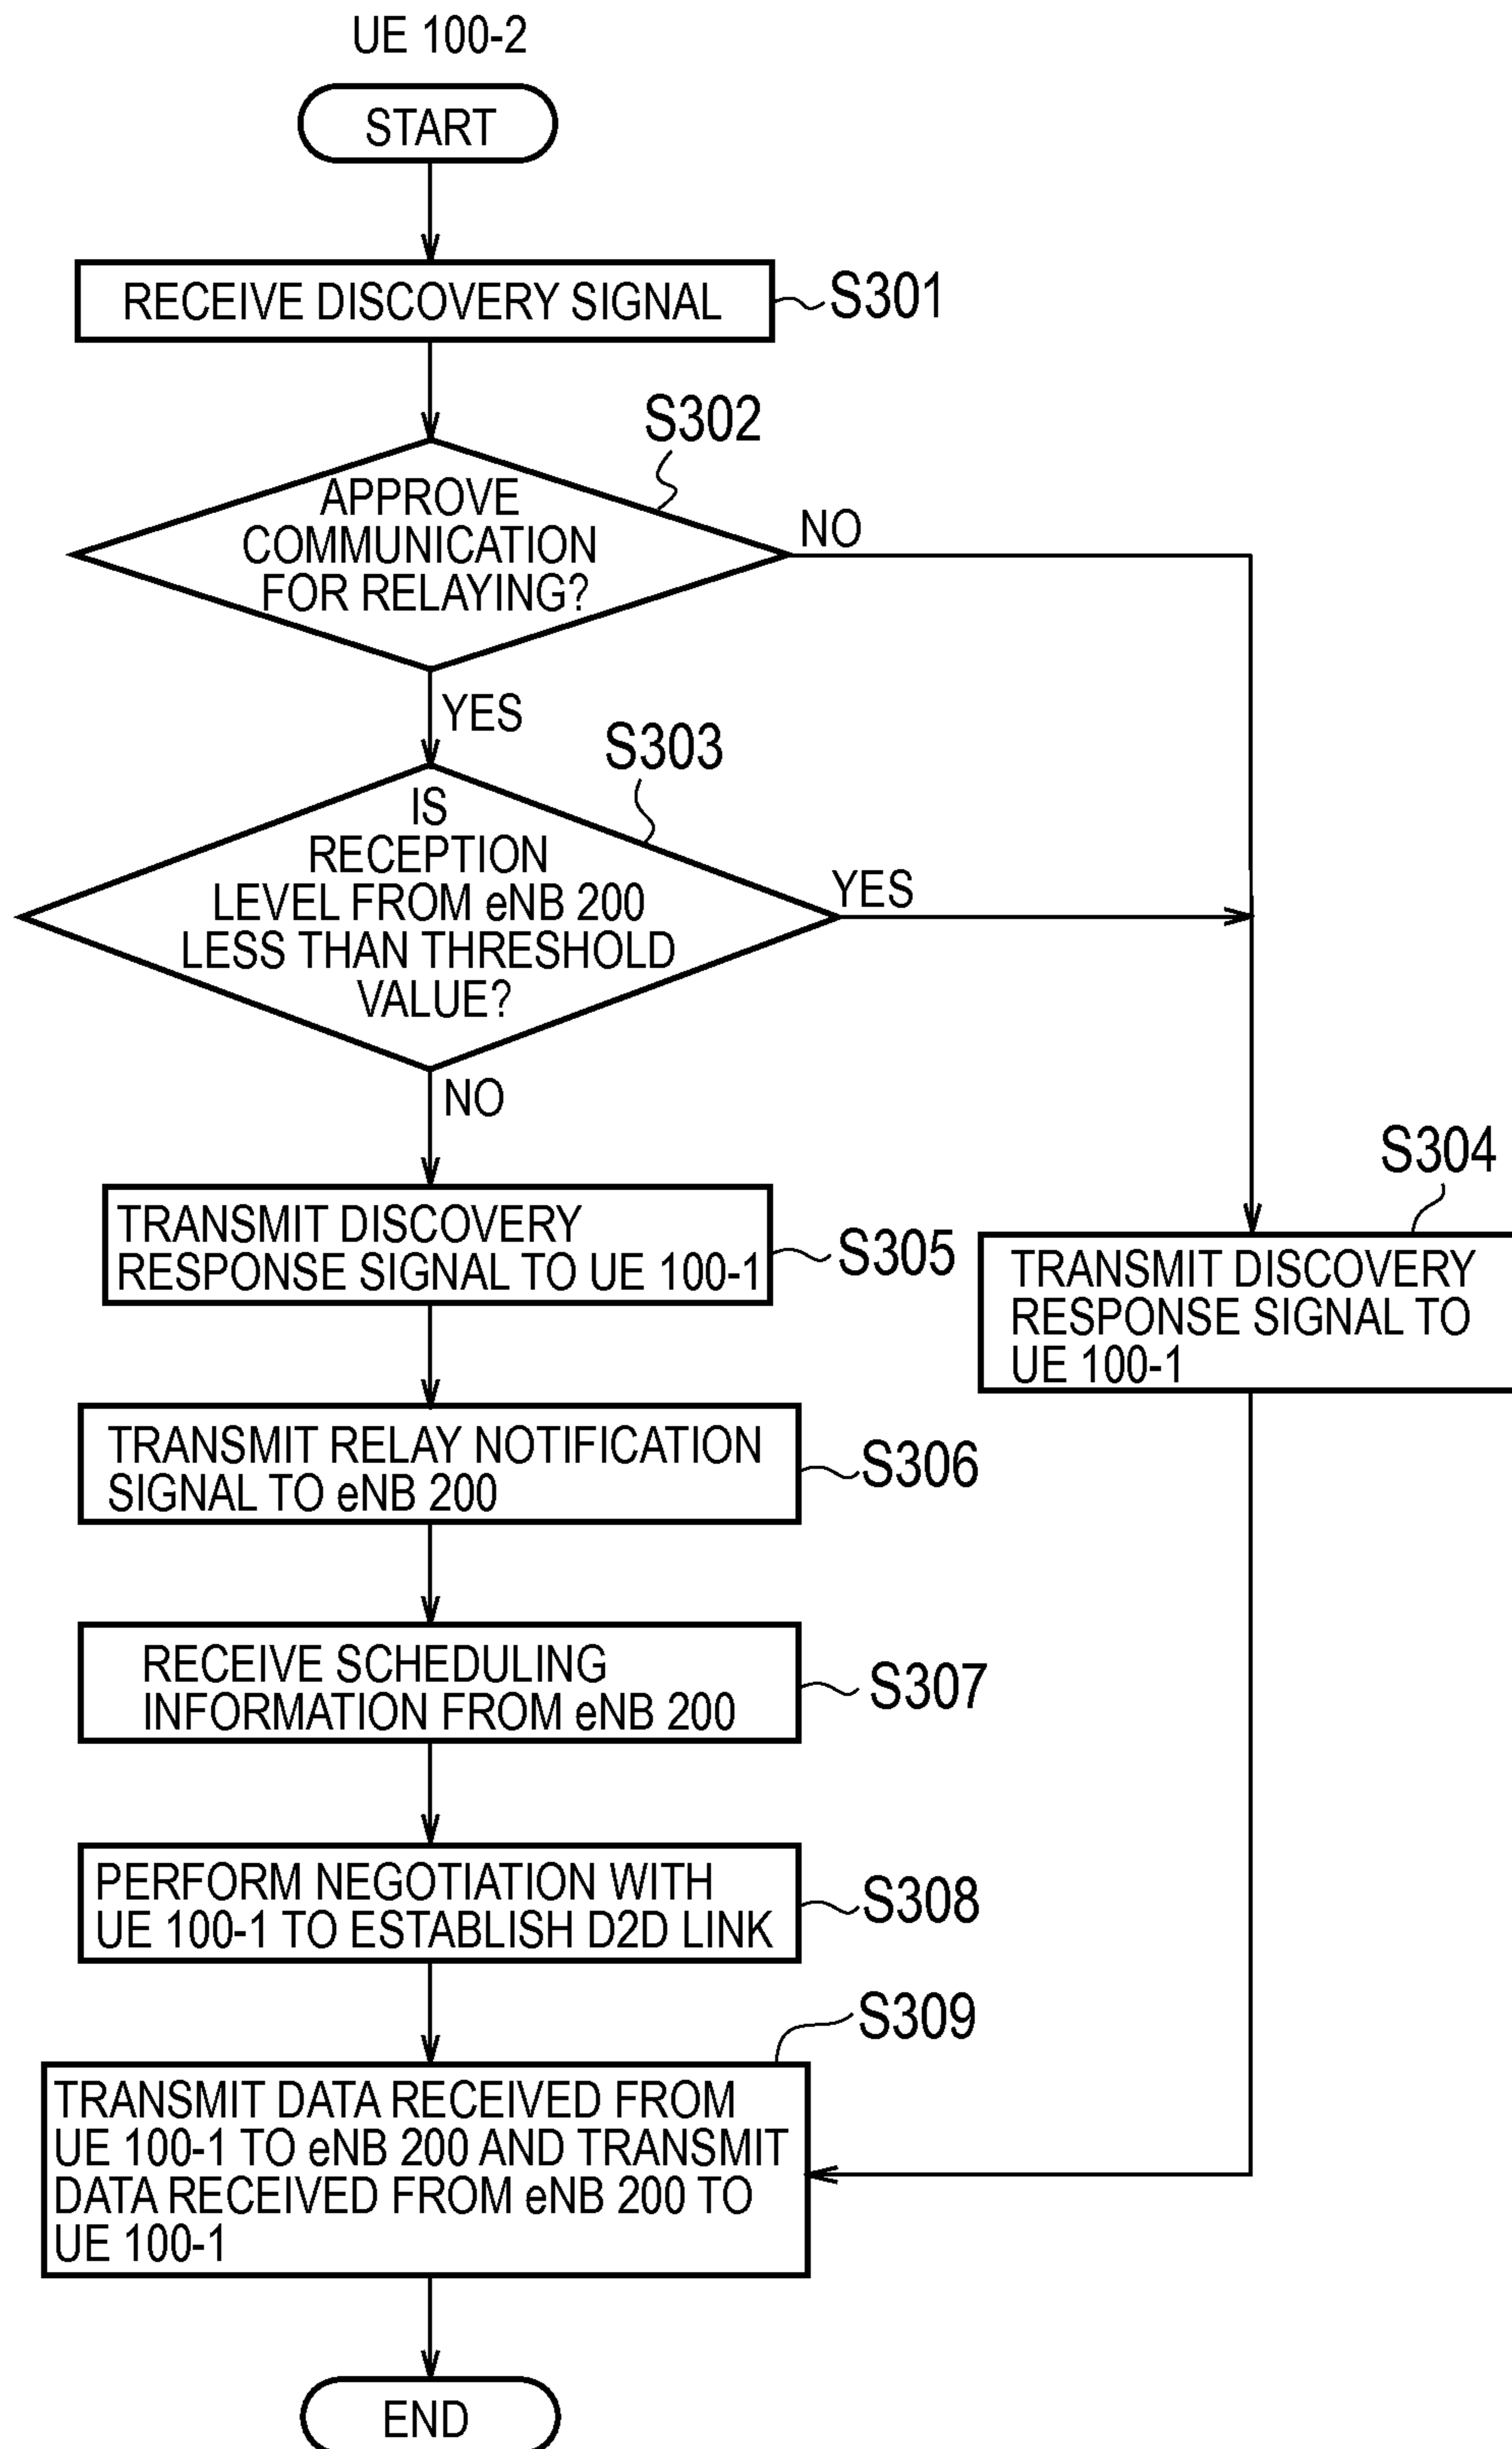 UE 100-2
START
RECEIVE DISCOVERY SIGNAL
S301
S302
APPROVE
COMMUNICATION
FOR RELAYING?
NO
YES
S303
IS
RECEPTION
LEVEL FROM eNB 200
LESS THAN THRESHOLD
VALUE?
YES
NO
S304
TRANSMIT DISCOVERY
RESPONSE SIGNAL TO
UE 100-1
TRANSMIT DISCOVERY
RESPONSE SIGNAL TO UE 100-1
S305
TRANSMIT RELAY NOTIFICATION
SIGNAL TO eNB 200
S306
RECEIVE SCHEDULING
INFORMATION FROM eNB 200
S307
PERFORM NEGOTIATION WITH
UE 100-1 TO ESTABLISH D2D LINK
S308
S309
TRANSMIT DATA RECEIVED FROM
UE 100-1 TO eNB 200 AND TRANSMIT
DATA RECEIVED FROM eNB 200 TO
UE 100-1
END